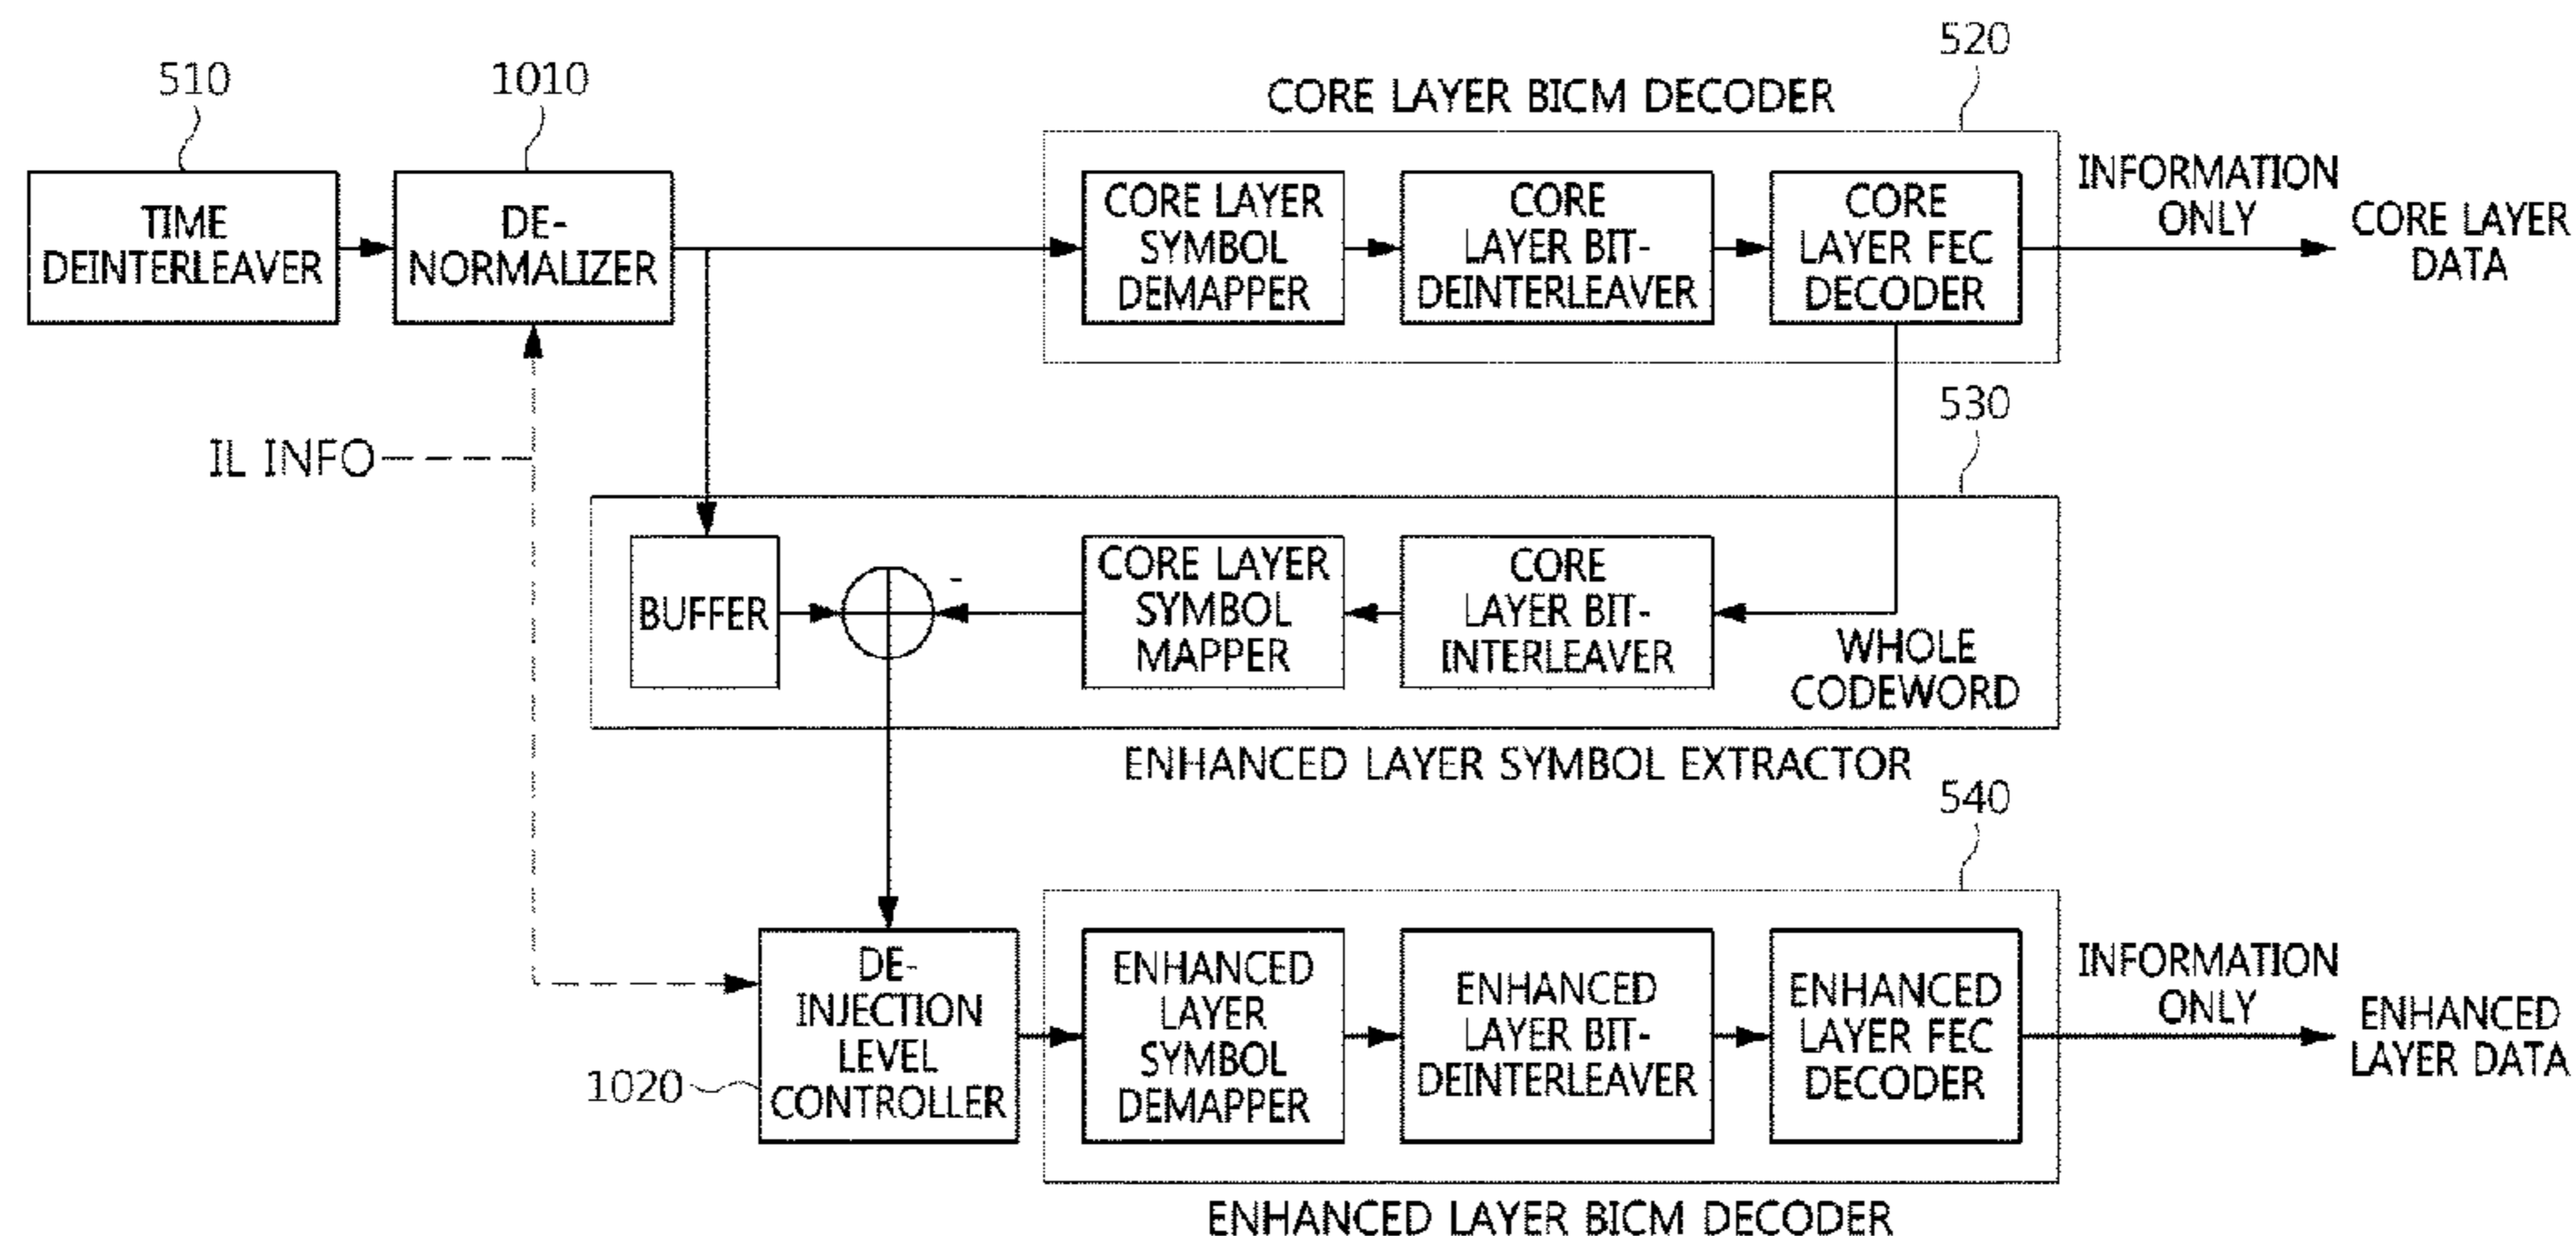 520
510
1010
CORE LAYER BICM DECODER
TIME
DEINTERLEAVER
DE-
NORMALIZER
CORE LAYER
SYMBOL
DEMAPPER
CORE
LAYER BIT-
DEINTERLEAVER
CORE
LAYER FEC
DECODER
INFORMATION
ONLY
CORE LAYER
DATA
IL INFO
530
BUFFER
-
CORE LAYER
SYMBOL
MAPPER
CORE
LAYER BIT-
INTERLEAVER
WHOLE
CODEWORD
ENHANCED LAYER SYMBOL EXTRACTOR
540
DE-
INJECTION
LEVEL
CONTROLLER
1020
ENHANCED
LAYER
SYMBOL
DEMAPPER
ENHANCED
LAYER BIT-
DEINTERLEAVER
ENHANCED
LAYER FEC
DECODER
INFORMATION
ONLY
ENHANCED
LAYER DATA
ENHANCED LAYER BICM DECODER